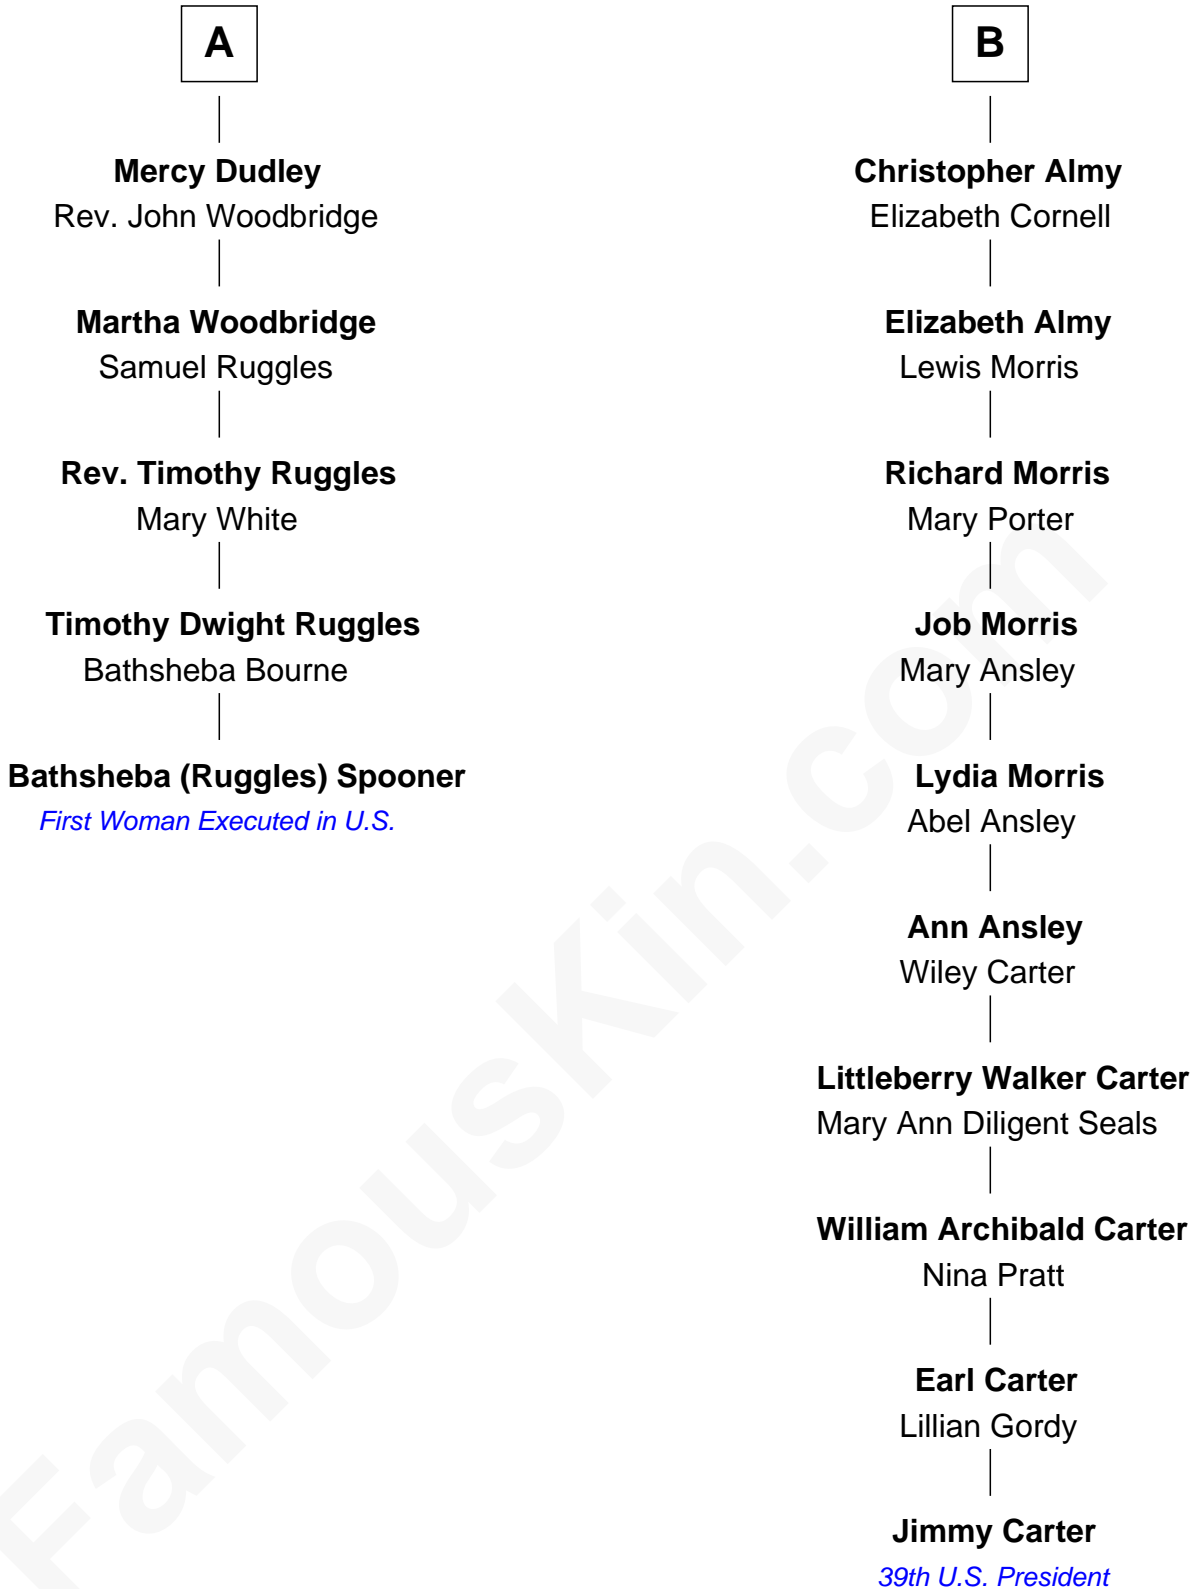 A
Mercy Dudley
Rev. John Woodbridge
Martha Woodbridge
Samuel Ruggles
Rev. Timothy Ruggles
Mary White
Timothy Dwight Ruggles
Bathsheba Bourne
Bathsheba (Ruggles) Spooner
First Woman Executed in U.S.
B
Christopher Almy
Elizabeth Cornell
Elizabeth Almy
Lewis Morris
Richard Morris
Mary Porter
Job Morris
Mary Ansley
Lydia Morris
Abel Ansley
Ann Ansley
Wiley Carter
Littleberry Walker Carter
Mary Ann Diligent Seals
William Archibald Carter
Nina Pratt
Earl Carter
Lillian Gordy
Jimmy Carter
39th U.S. President
FamousKin.com